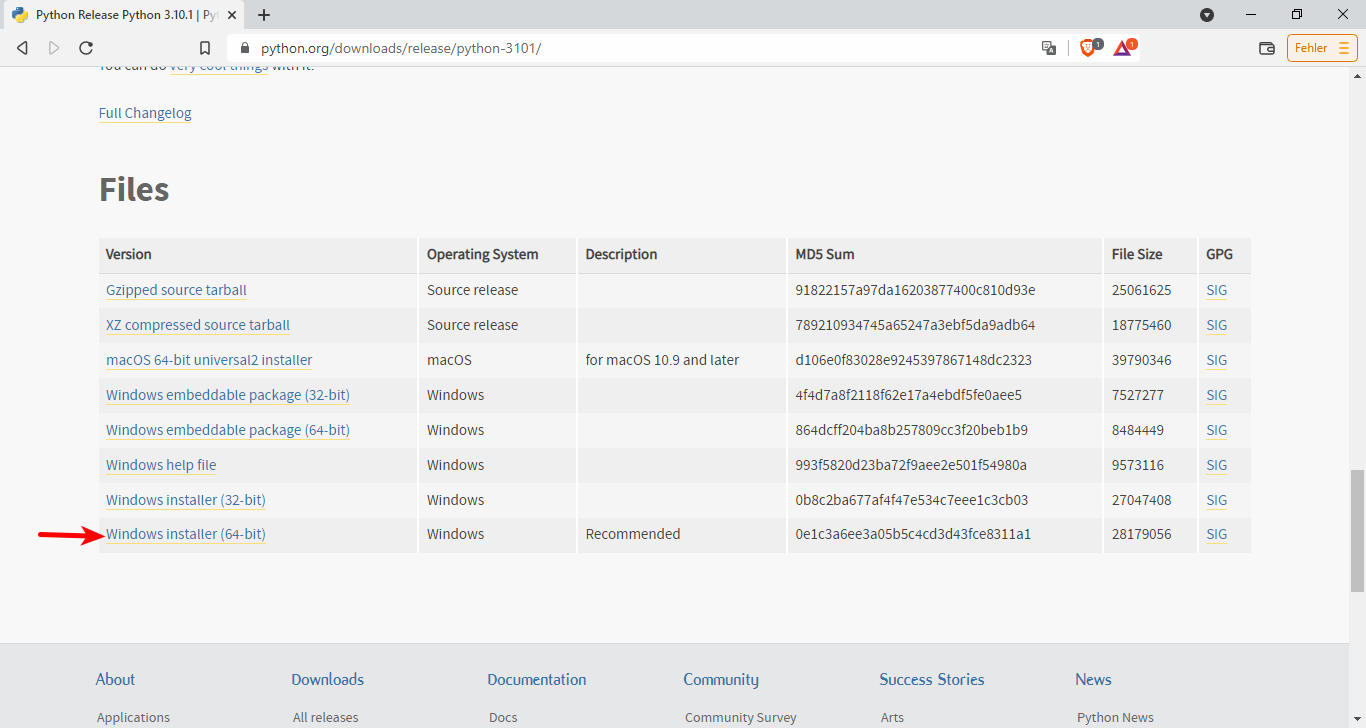 Python Release Python 3.10.1 | Py
python.org/downloads/release/python-3101/
1
1
Fehler
You can do very cool things with it.
Full Changelog
Files
Version Operating System Description MD5 Sum File Size GPG
Gzipped source tarball Source release 91822157a97da16203877400c810d93e 25061625 SIG
XZ compressed source tarball Source release 789210934745a65247a3ebf5da9adb64 18775460 SIG
macOS 64-bit universal2 installer macOS for macOS 10.9 and later d106e0f83028e9245397867148dc2323 39790346 SIG
Windows embeddable package (32-bit) Windows 4f4d7a8f2118f62e17a4ebdf5fe0aee5 7527277 SIG
Windows embeddable package (64-bit) Windows 864dcff204ba8b257809cc3f20beb1b9 8484449 SIG
Windows help file Windows 993f5820d23ba72f9aee2e501f54980a 9573116 SIG
Windows installer (32-bit) Windows 0b8c2ba677af4f47e534c7eee1c3cb03 27047408 SIG
Windows installer (64-bit) Windows Recommended 0e1c3a6ee3a05b5c4cd3d43fce8311a1 28179056 SIG
About Downloads Documentation Community Success Stories News
Applications All releases Docs Community Survey Arts Python News